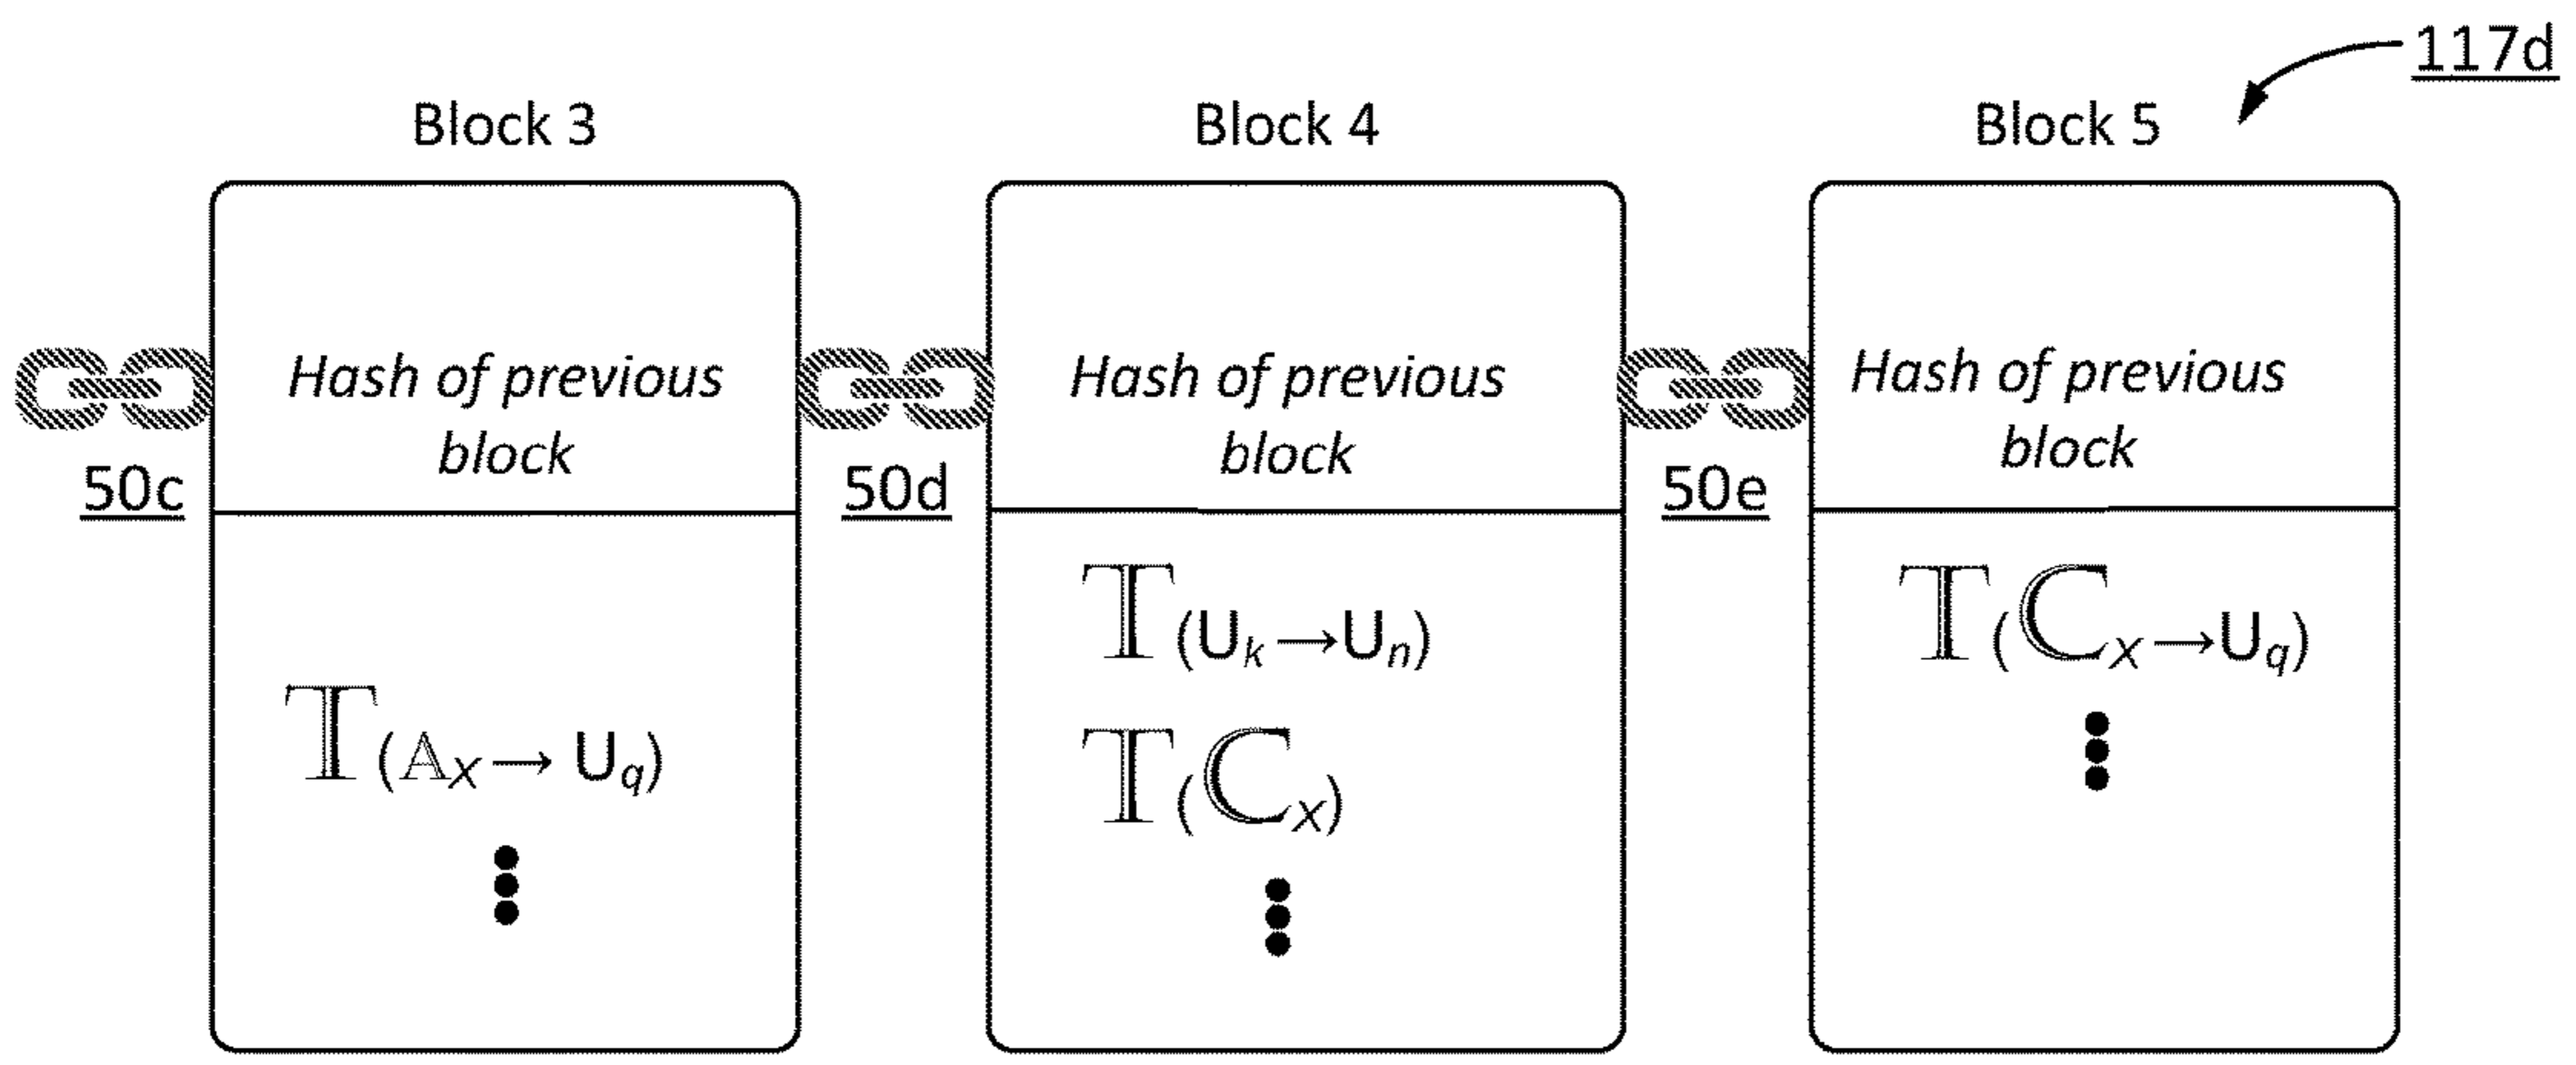 117d
Block 3
Block 4
Block 5
Hash of previous
block
Hash of previous
block
Hash of previous
block
50c
50d
50e
𝕋(𝔸X→ Uq)
𝕋(Uk→Un)
𝕋(ℂX)
𝕋(ℂX→Uq)